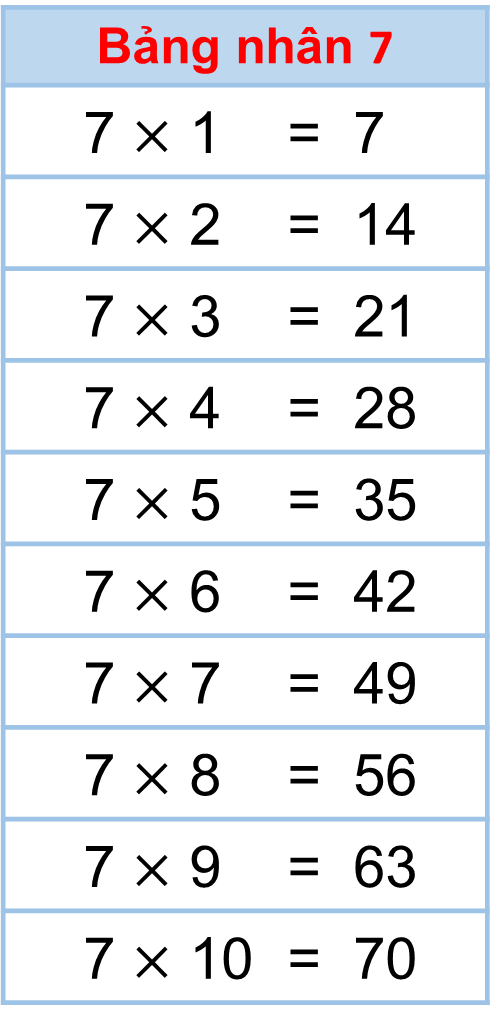 Bảng nhân 7
7 × 1 = 7
7 × 2 = 14
7 × 3 = 21
7 × 4 = 28
7 × 5 = 35
7 × 6 = 42
7 × 7 = 49
7 × 8 = 56
7 × 9 = 63
7 × 10 = 70